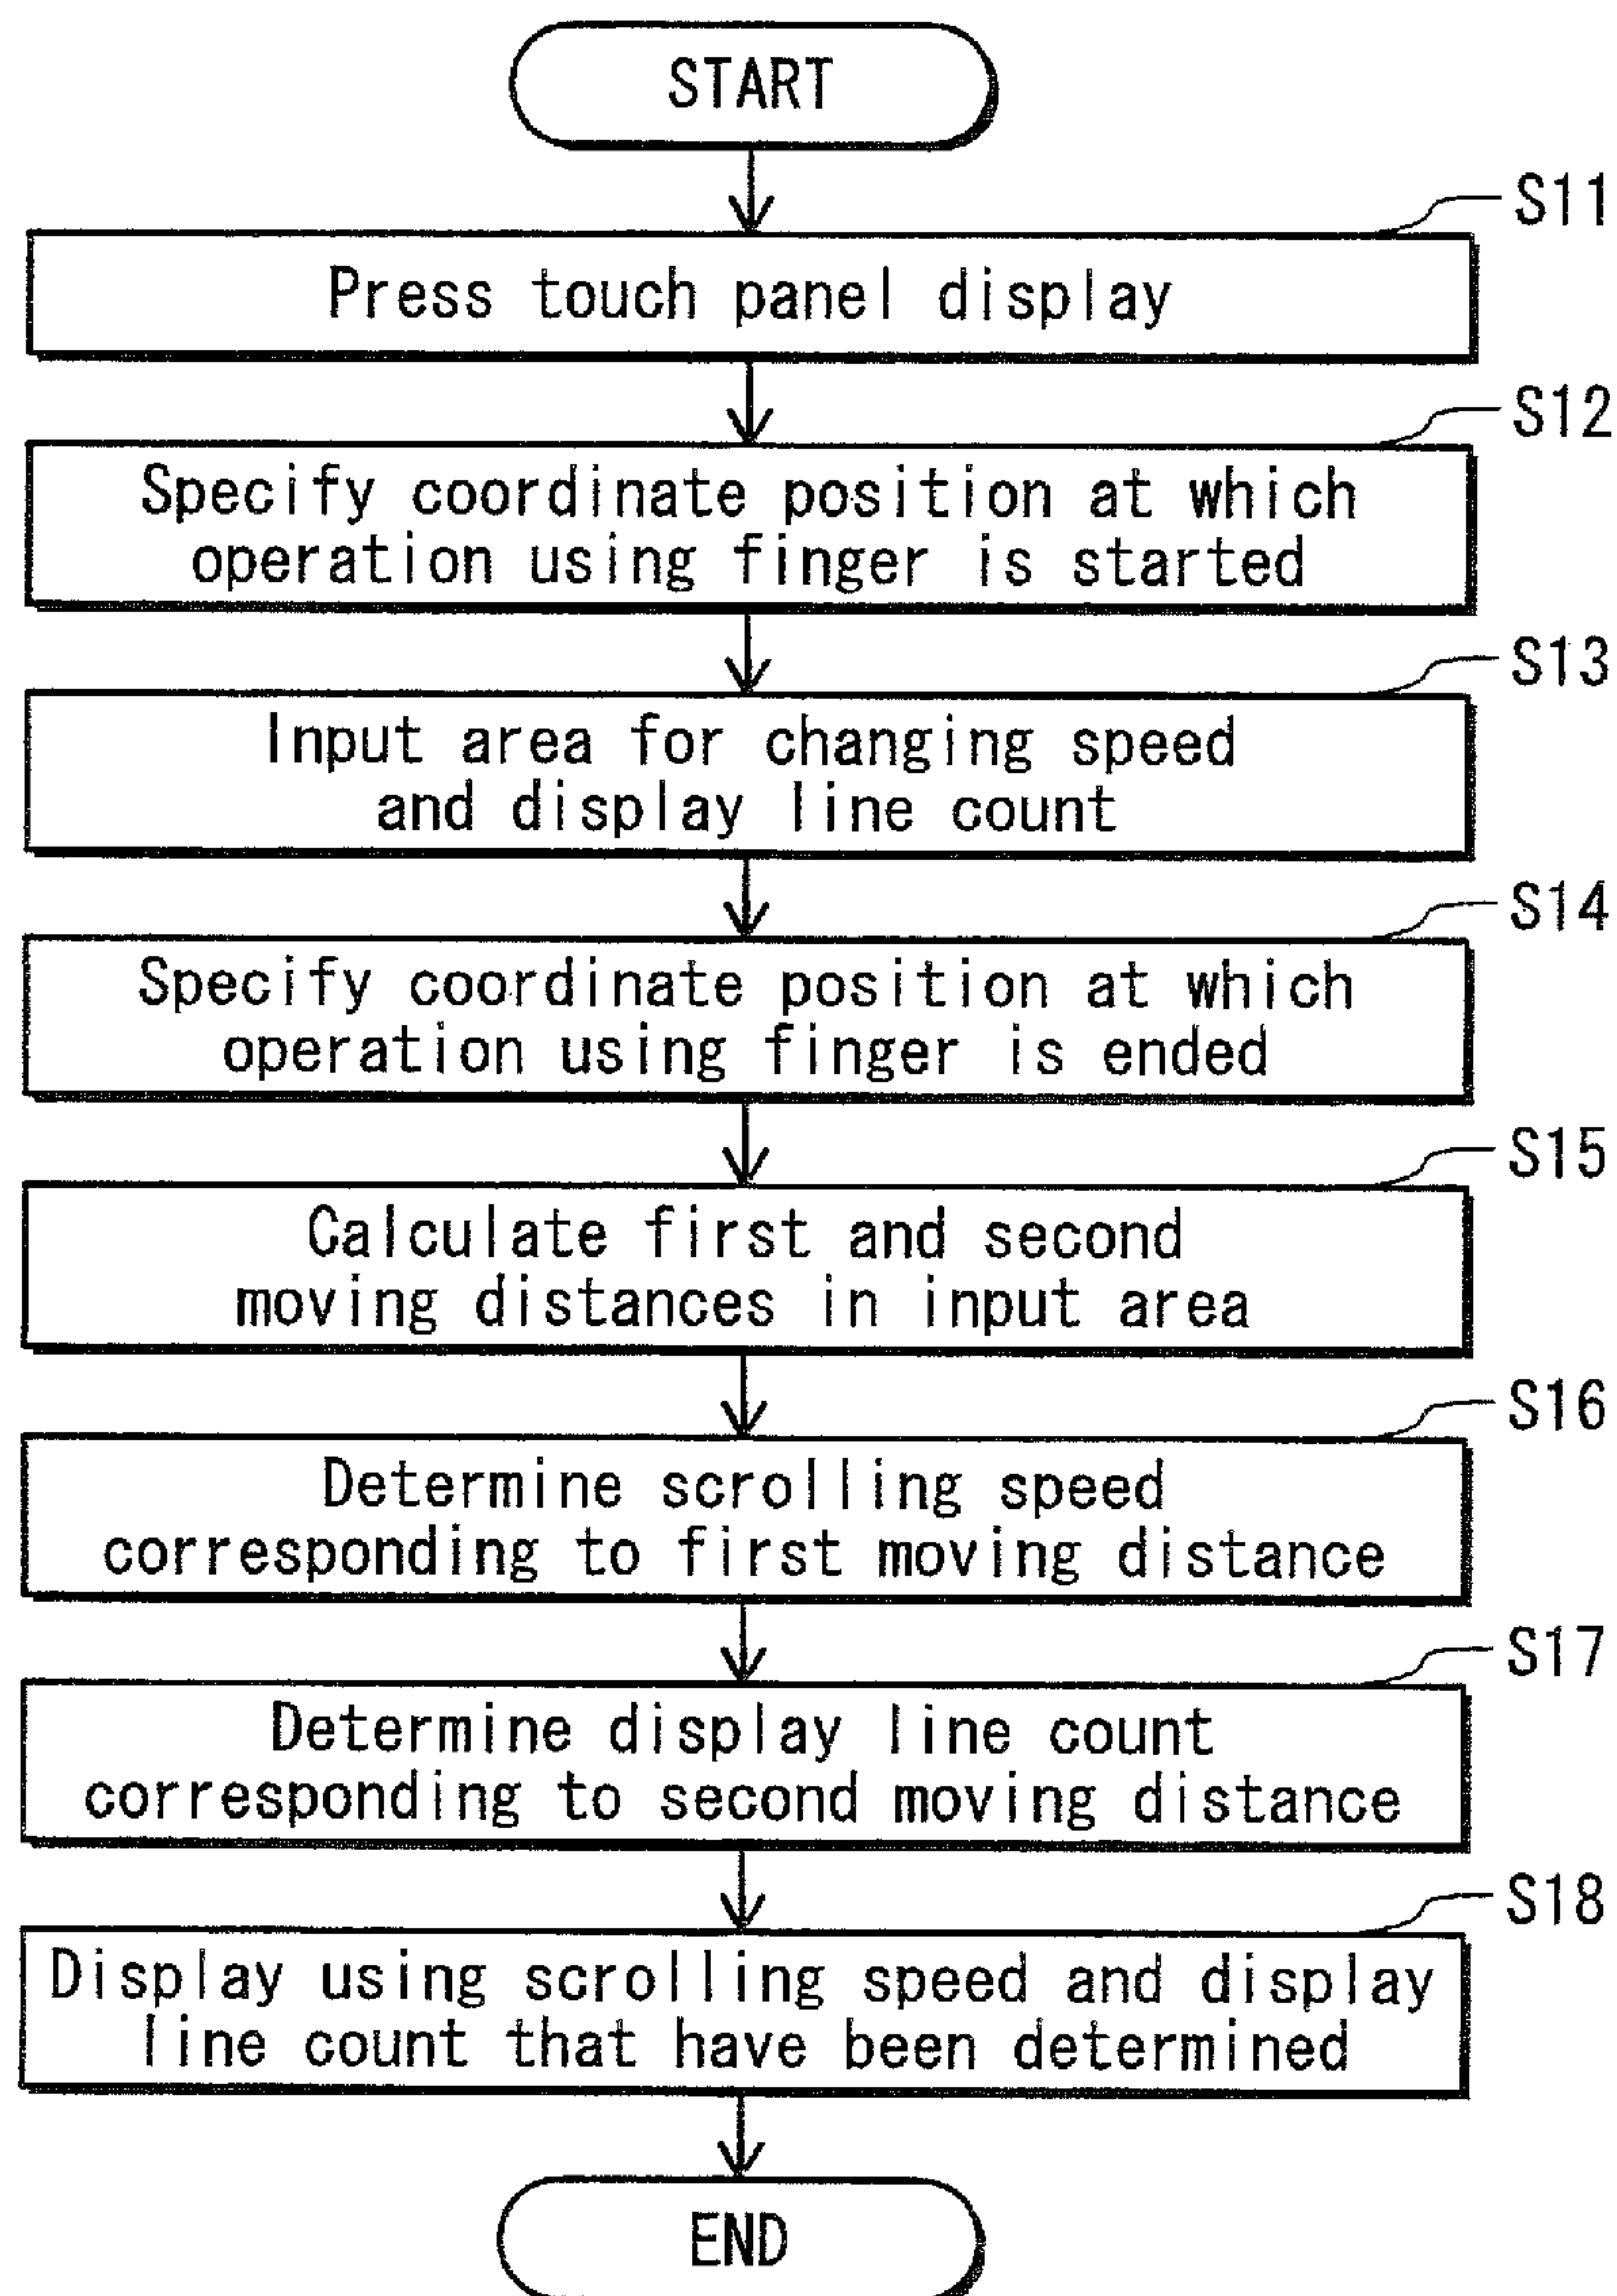 START
S11
Press touch panel display
S12
Specify coordinate position at which
operation using finger is started
S13
Input area for changing speed
and display line count
S14
Specify coordinate position at which
operation using finger is ended
S15
Calculate first and second
moving distances in input area
S16
Determine scrolling speed
corresponding to first moving distance
S17
Determine display line count
corresponding to second moving distance
S18
Display using scrolling speed and display
line count that have been determined
END